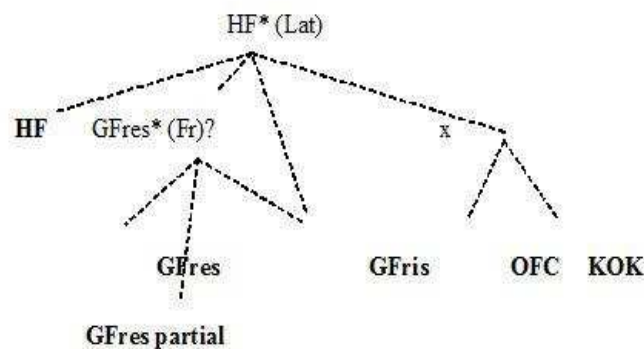 HF* (Lat)
HF GFres* (Fr)? x
GFres GFris OFC KOK
GFres partial